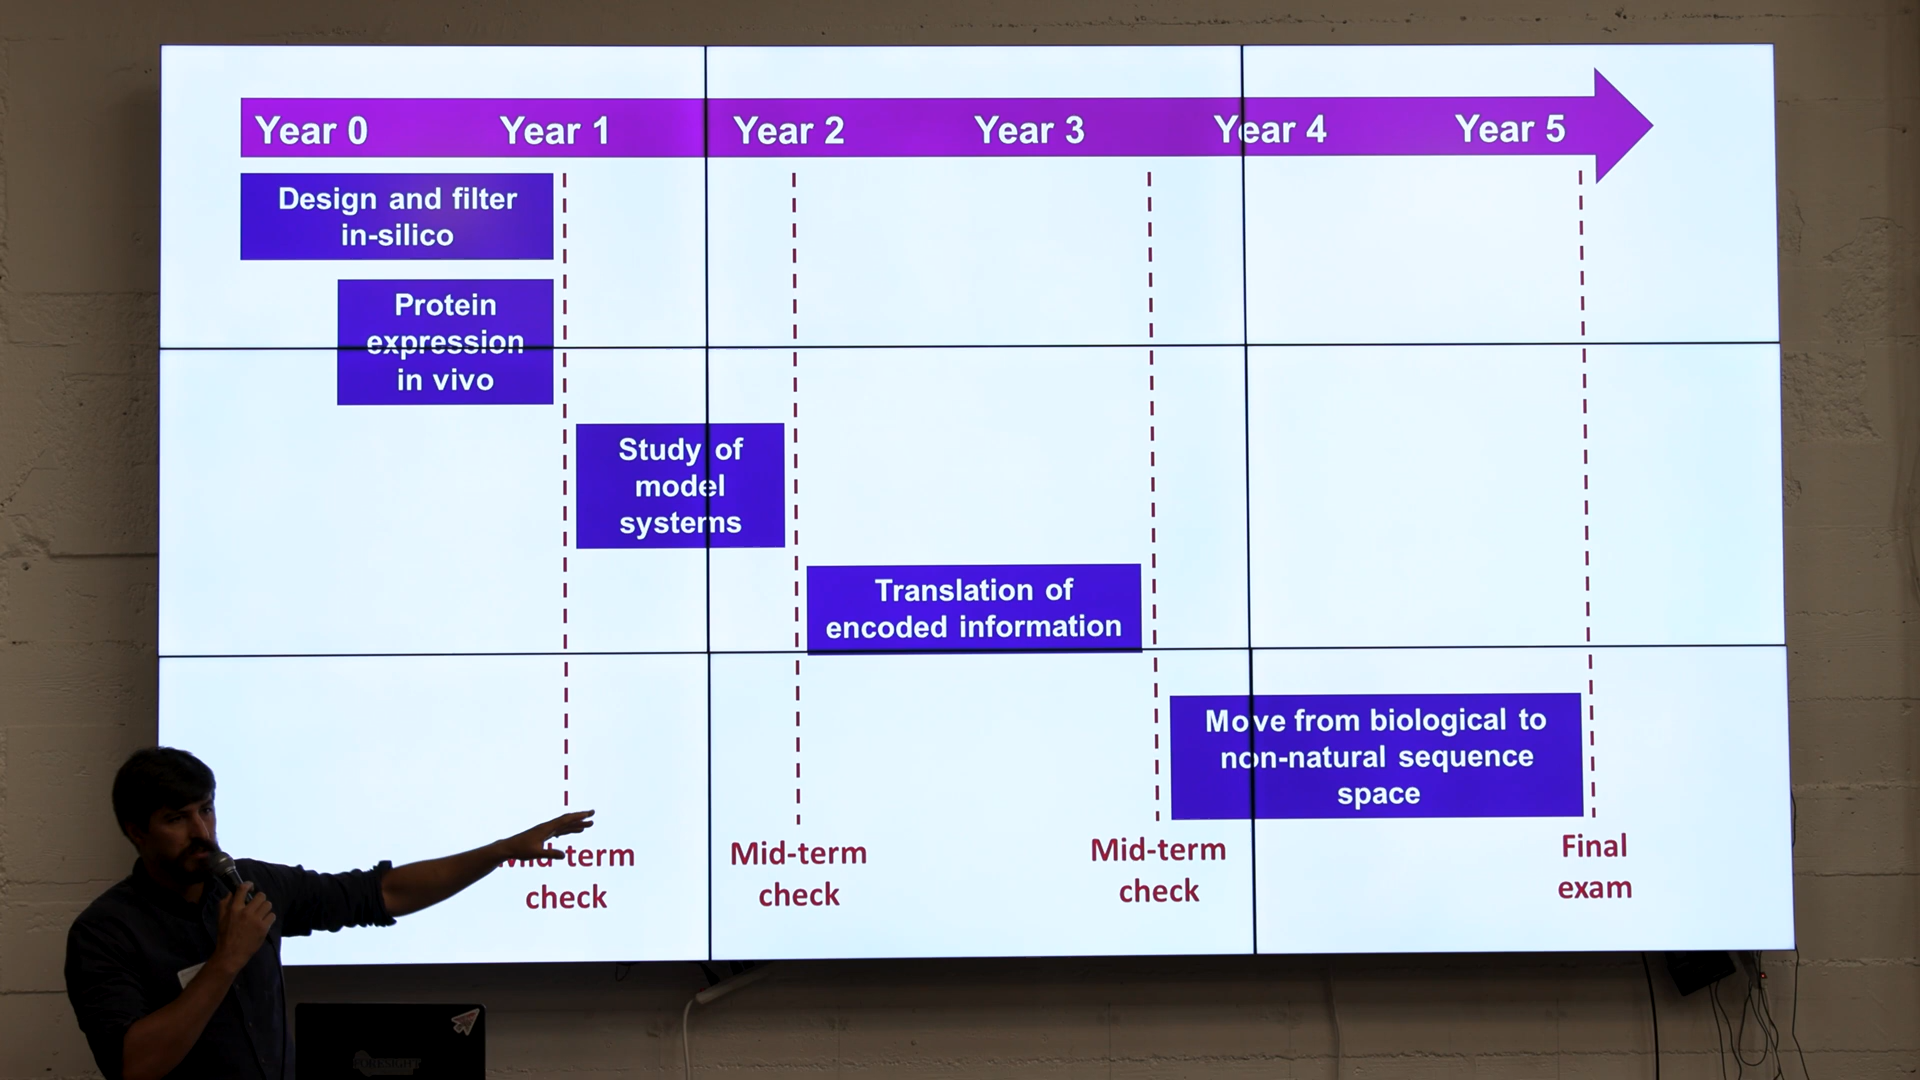 Year 0 Year 1 Year 2 Year 3 Year 4 Year 5
Design and filter
in-silico
Protein
expression
in vivo
Study of
model
systems
Translation of
encoded information
Move from biological to
non-natural sequence
space
Mid-term
check
Mid-term
check
Mid-term
check
Final
exam
FORESIGHT